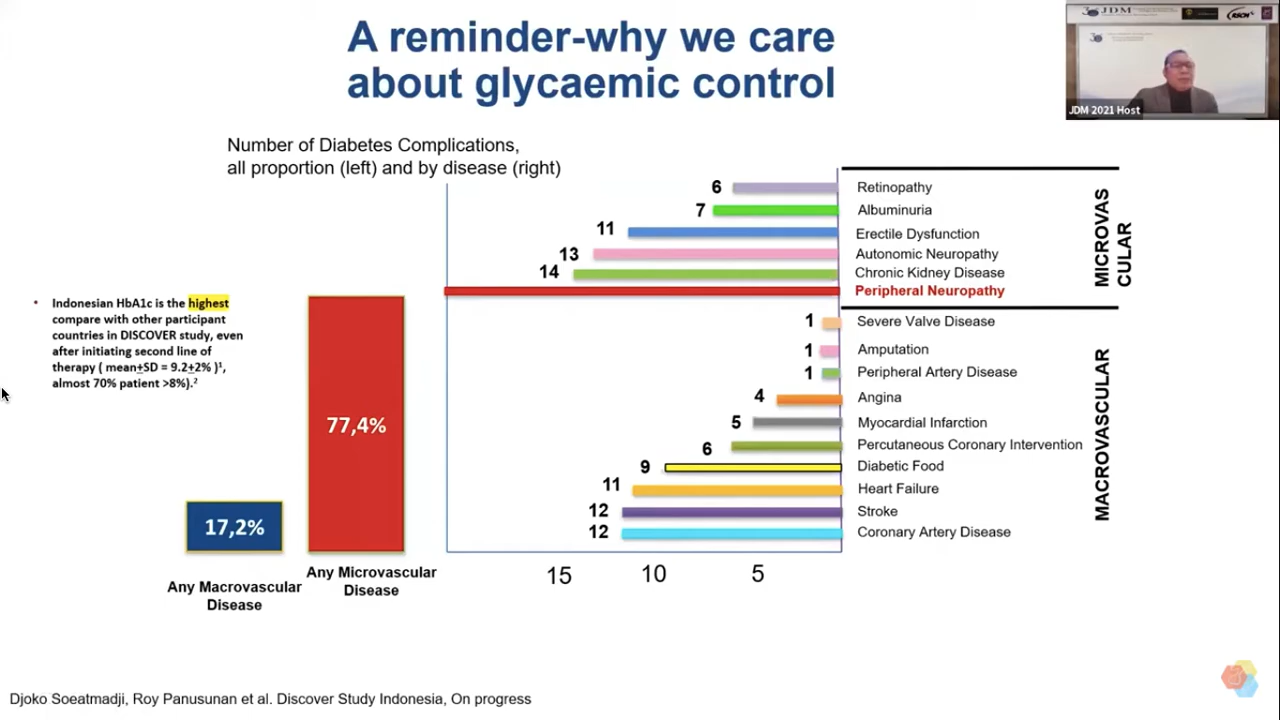 A reminder-why we care
about glycaemic control
JDM
RSCM
JDM 2021 Host
Number of Diabetes Complications,
all proportion (left) and by disease (right)
• Indonesian HbA1c is the highest
compare with other participant
countries in DISCOVER study, even
after initiating second line of
therapy ( mean+SD = 9.2+2% )¹,
almost 70% patient >8%).²
17,2%
77,4%
Any Macrovascular
Disease
Any Microvascular
Disease
6 Retinopathy
7 Albuminuria
11 Erectile Dysfunction
13 Autonomic Neuropathy
14 Chronic Kidney Disease
Peripheral Neuropathy
MICROVAS
CULAR
1 Severe Valve Disease
1 Amputation
1 Peripheral Artery Disease
4 Angina
5 Myocardial Infarction
6 Percutaneous Coronary Intervention
9 Diabetic Food
11 Heart Failure
12 Stroke
12 Coronary Artery Disease
MACROVASCULAR
15 10 5
Djoko Soeatmadji, Roy Panusunan et al. Discover Study Indonesia, On progress